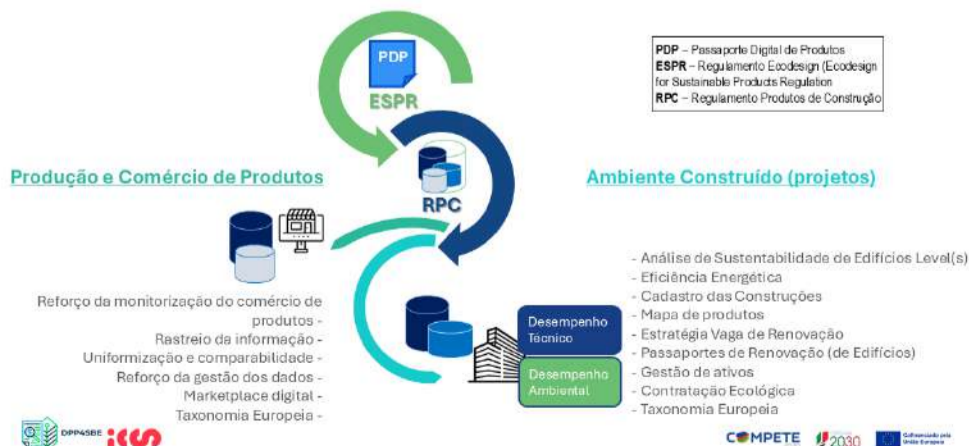 PDP
ESPR
PDP – Passaporte Digital de Produtos
ESPR – Regulamento Ecodesign (Ecodesign
for Sustainable Products Regulation
RPC – Regulamento Produtos de Construção
Produção e Comércio de Produtos
RPC
Ambiente Construído (projetos)
Reforço da monitorização do comércio de
produtos -
Rastreio da informação -
Uniformização e comparabilidade -
Reforço da gestão dos dados -
Marketplace digital -
Taxonomia Europeia -
Desempenho
Técnico
Desempenho
Ambiental
- Análise de Sustentabilidade de Edifícios Level(s)
- Eficiência Energética
- Cadastro das Construções
- Mapa de produtos
- Estratégia Vaga de Renovação
- Passaportes de Renovação (de Edifícios)
- Gestão de ativos
- Contratação Ecológica
- Taxonomia Europeia
DPP4SBE
COMPETE
2030
Cofinanciado pela
União Europeia